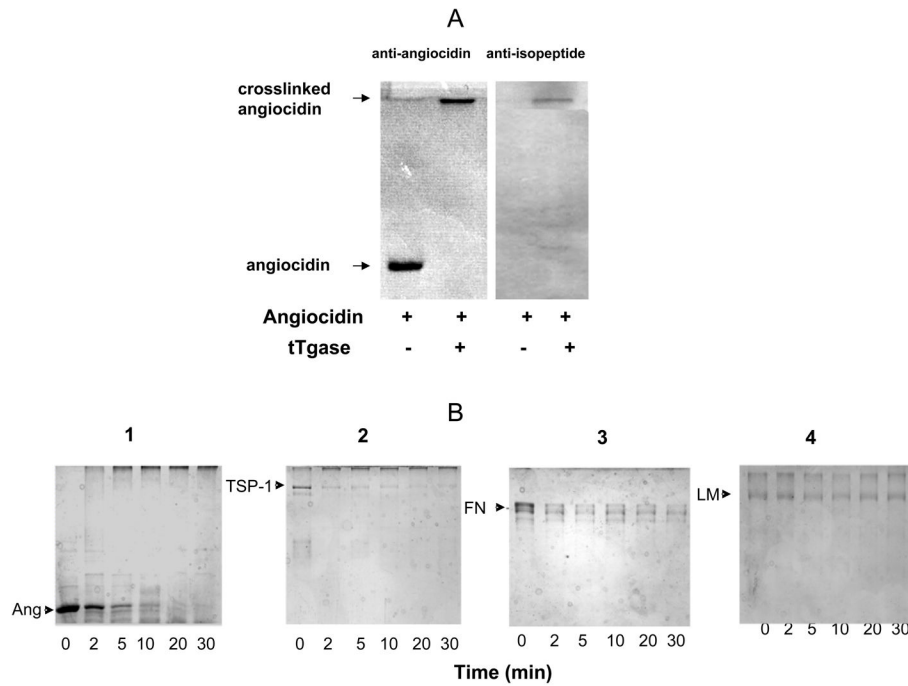 A
anti-angiocidin anti-isopeptide
crosslinked
angiocidin
angiocidin
Angiocidin + + + +
tTgase - + - +
B
1 2 3 4
TSP-1
FN
LM
Ang
0 2 5 10 20 30 0 2 5 10 20 30 0 2 5 10 20 30 0 2 5 10 20 30
Time (min)